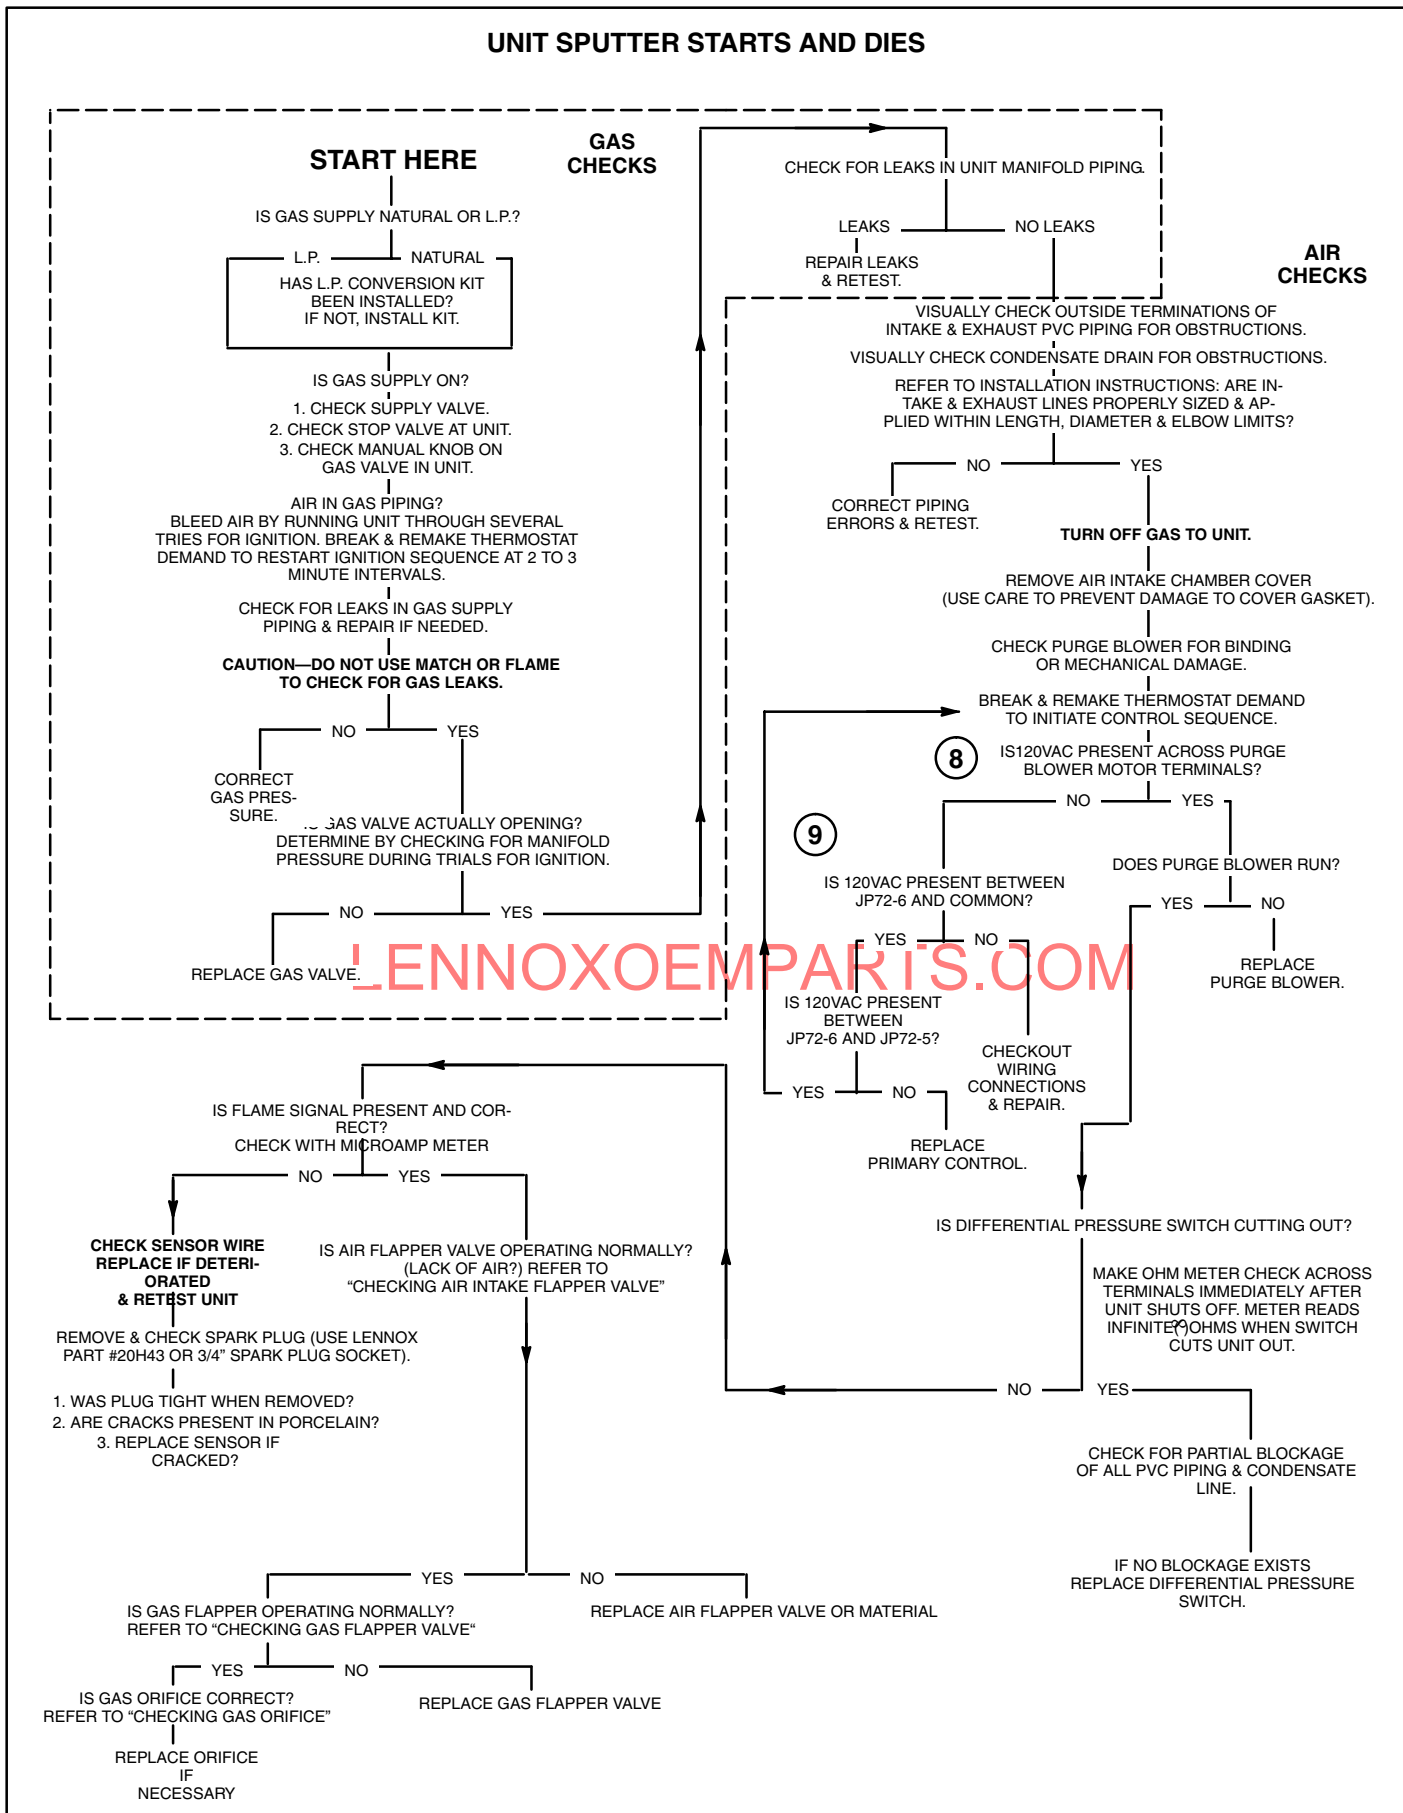 UNIT SPUTTER STARTS AND DIES
GAS
CHECKS
START HERE
IS GAS SUPPLY NATURAL OR L.P.?
L.P.
NATURAL
HAS L.P. CONVERSION KIT
BEEN INSTALLED?
IF NOT, INSTALL KIT.
IS GAS SUPPLY ON?
1. CHECK SUPPLY VALVE.
2. CHECK STOP VALVE AT UNIT.
3. CHECK MANUAL KNOB ON
GAS VALVE IN UNIT.
AIR IN GAS PIPING?
BLEED AIR BY RUNNING UNIT THROUGH SEVERAL
TRIES FOR IGNITION. BREAK & REMAKE THERMOSTAT
DEMAND TO RESTART IGNITION SEQUENCE AT 2 TO 3
MINUTE INTERVALS.
CHECK FOR LEAKS IN GAS SUPPLY
PIPING & REPAIR IF NEEDED.
CAUTION—DO NOT USE MATCH OR FLAME
TO CHECK FOR GAS LEAKS.
NO
YES
CORRECT
GAS PRES-
SURE.
IS GAS VALVE ACTUALLY OPENING?
DETERMINE BY CHECKING FOR MANIFOLD
PRESSURE DURING TRIALS FOR IGNITION.
NO
YES
REPLACE GAS VALVE.
CHECK FOR LEAKS IN UNIT MANIFOLD PIPING.
LEAKS
NO LEAKS
REPAIR LEAKS
& RETEST.
AIR
CHECKS
VISUALLY CHECK OUTSIDE TERMINATIONS OF
INTAKE & EXHAUST PVC PIPING FOR OBSTRUCTIONS.
VISUALLY CHECK CONDENSATE DRAIN FOR OBSTRUCTIONS.
REFER TO INSTALLATION INSTRUCTIONS: ARE IN-
TAKE & EXHAUST LINES PROPERLY SIZED & AP-
PLIED WITHIN LENGTH, DIAMETER & ELBOW LIMITS?
NO
YES
CORRECT PIPING
ERRORS & RETEST.
TURN OFF GAS TO UNIT.
REMOVE AIR INTAKE CHAMBER COVER
(USE CARE TO PREVENT DAMAGE TO COVER GASKET).
CHECK PURGE BLOWER FOR BINDING
OR MECHANICAL DAMAGE.
BREAK & REMAKE THERMOSTAT DEMAND
TO INITIATE CONTROL SEQUENCE.
8
IS120VAC PRESENT ACROSS PURGE
BLOWER MOTOR TERMINALS?
NO
YES
9
IS 120VAC PRESENT BETWEEN
JP72-6 AND COMMON?
DOES PURGE BLOWER RUN?
YES
NO
YES
NO
REPLACE
PURGE BLOWER.
LENNOXOEMPARTS.COM
IS 120VAC PRESENT
BETWEEN
JP72-6 AND JP72-5?
CHECKOUT
WIRING
CONNECTIONS
& REPAIR.
YES
NO
REPLACE
PRIMARY CONTROL.
IS DIFFERENTIAL PRESSURE SWITCH CUTTING OUT?
MAKE OHM METER CHECK ACROSS
TERMINALS IMMEDIATELY AFTER
UNIT SHUTS OFF. METER READS
INFINITE(∞)OHMS WHEN SWITCH
CUTS UNIT OUT.
NO
YES
CHECK FOR PARTIAL BLOCKAGE
OF ALL PVC PIPING & CONDENSATE
LINE.
IF NO BLOCKAGE EXISTS
REPLACE DIFFERENTIAL PRESSURE
SWITCH.
IS FLAME SIGNAL PRESENT AND COR-
RECT?
CHECK WITH MICROAMP METER
NO
YES
CHECK SENSOR WIRE
REPLACE IF DETERI-
ORATED
& RETEST UNIT
REMOVE & CHECK SPARK PLUG (USE LENNOX
PART #20H43 OR 3/4” SPARK PLUG SOCKET).
1. WAS PLUG TIGHT WHEN REMOVED?
2. ARE CRACKS PRESENT IN PORCELAIN?
3. REPLACE SENSOR IF
CRACKED?
IS AIR FLAPPER VALVE OPERATING NORMALLY?
(LACK OF AIR?) REFER TO
“CHECKING AIR INTAKE FLAPPER VALVE”
YES
NO
IS GAS FLAPPER OPERATING NORMALLY?
REFER TO “CHECKING GAS FLAPPER VALVE“
REPLACE AIR FLAPPER VALVE OR MATERIAL
YES
NO
IS GAS ORIFICE CORRECT?
REFER TO “CHECKING GAS ORIFICE”
REPLACE GAS FLAPPER VALVE
REPLACE ORIFICE
IF
NECESSARY